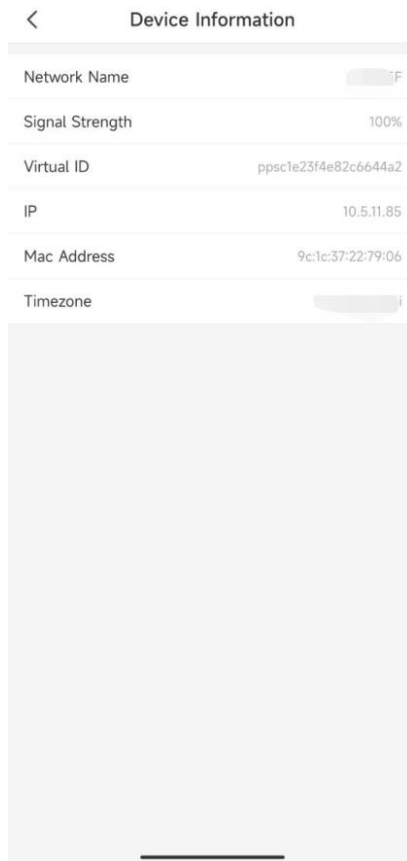 Device Information
Network Name
Signal Strength 100%
Virtual ID ppsc1e23f4e82c6644a2
IP 10.5.11.85
Mac Address 9c:1c:37:22:79:06
Timezone